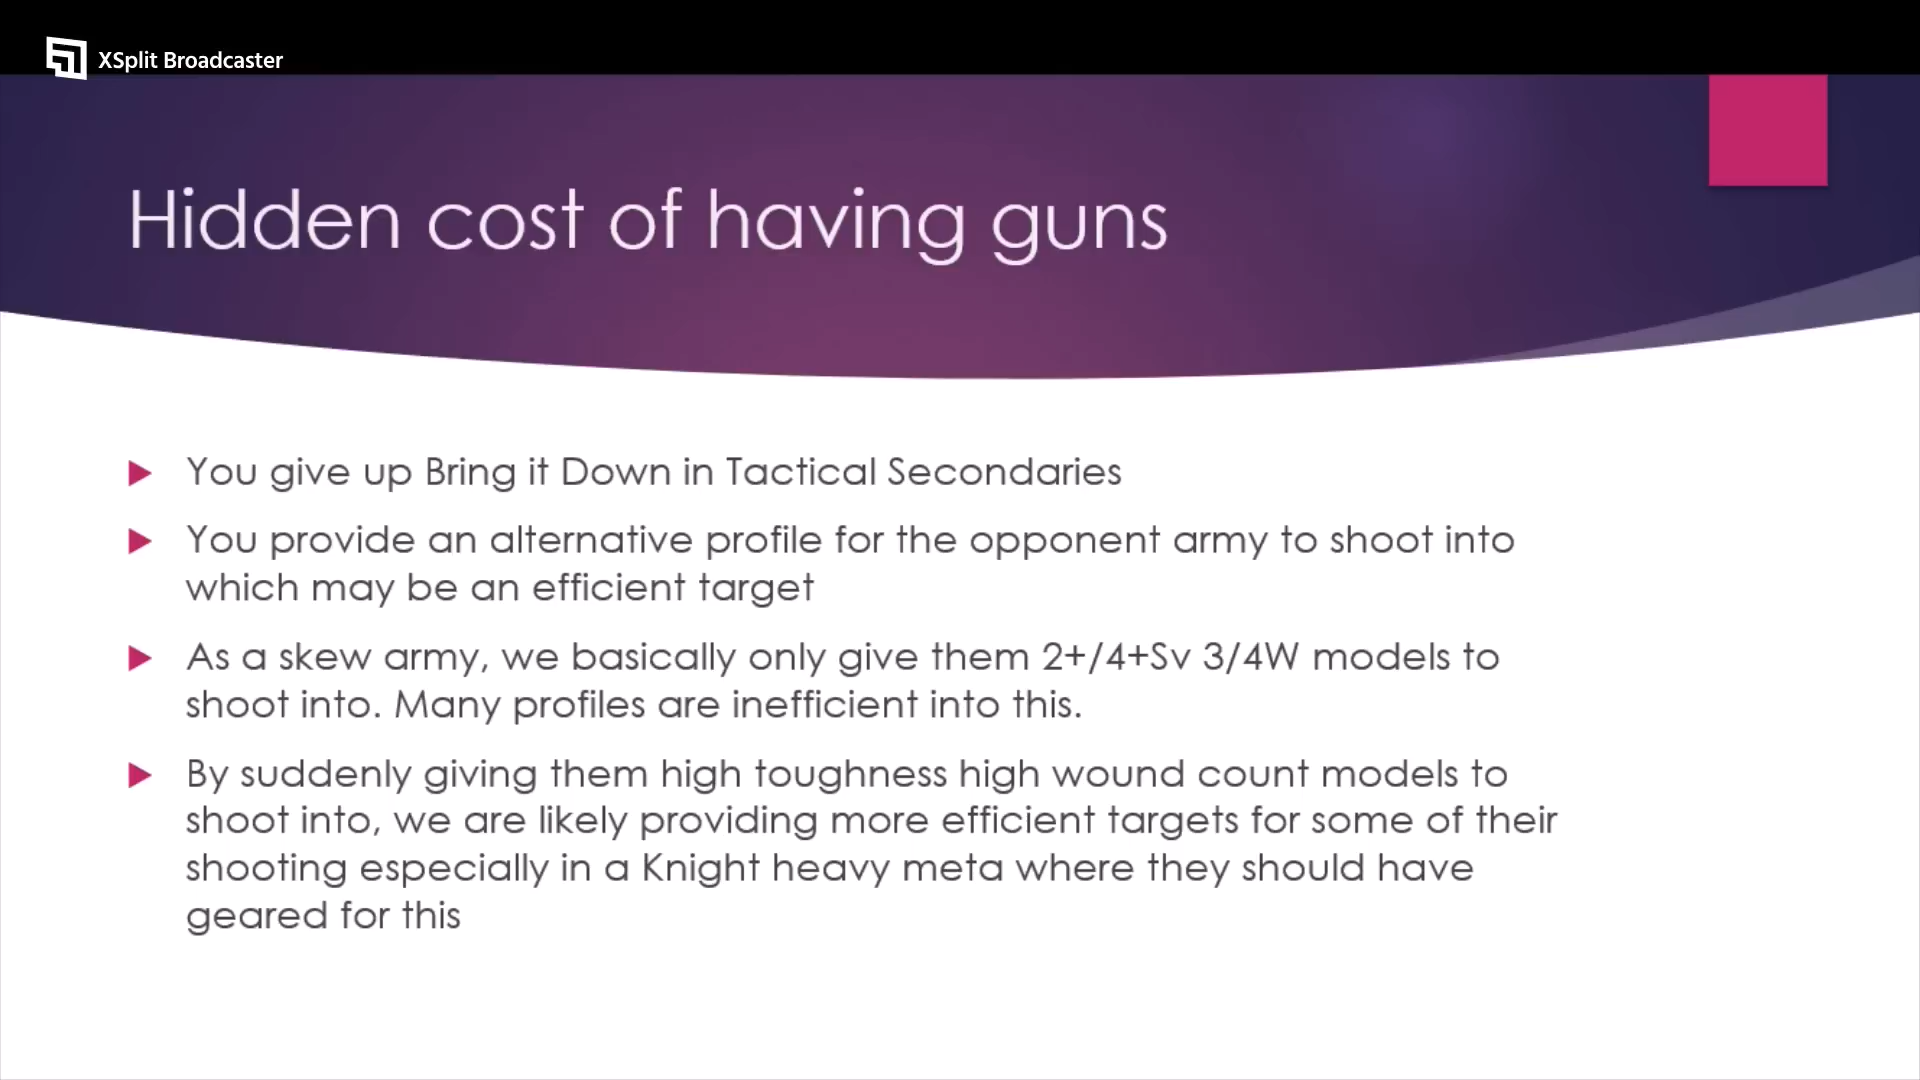 XSplit Broadcaster
Hidden cost of having guns
You give up Bring it Down in Tactical Secondaries
You provide an alternative profile for the opponent army to shoot into
which may be an efficient target
As a skew army, we basically only give them 2+/4+Sv 3/4W models to
shoot into. Many profiles are inefficient into this.
By suddenly giving them high toughness high wound count models to
shoot into, we are likely providing more efficient targets for some of their
shooting especially in a Knight heavy meta where they should have
geared for this